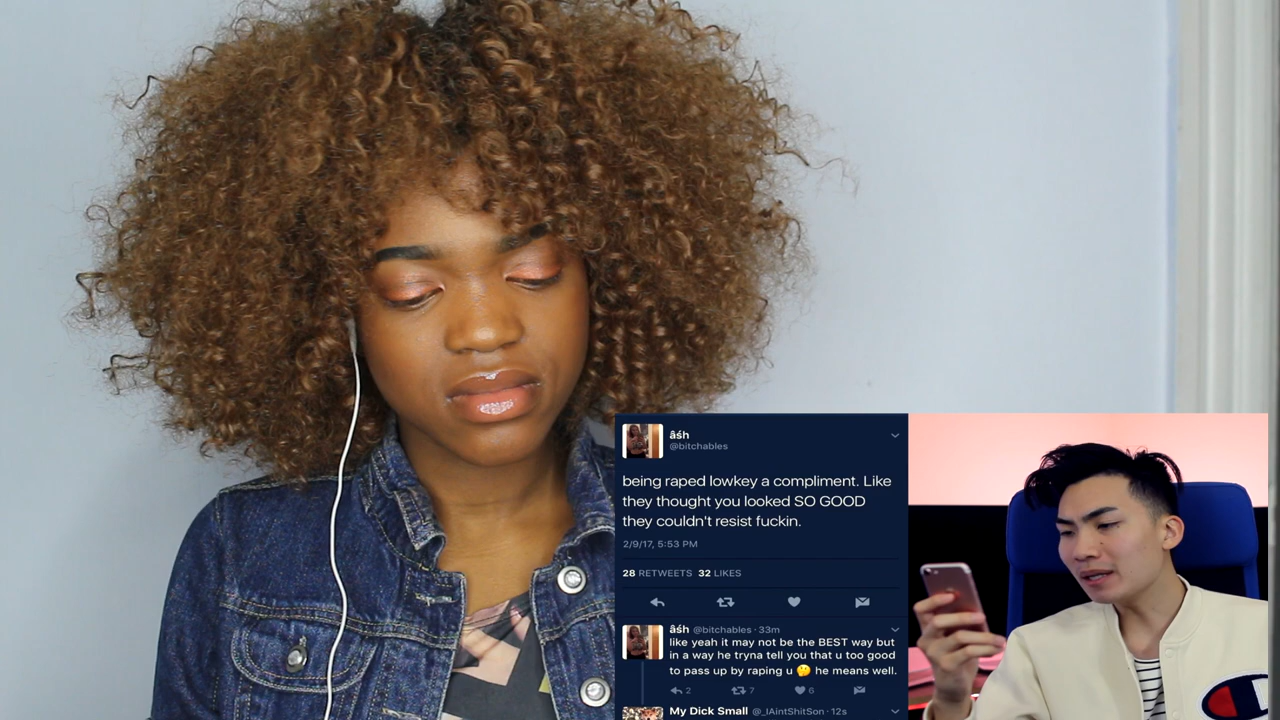 âśh
@bitchables
being raped lowkey a compliment. Like
they thought you looked SO GOOD
they couldn't resist fuckin.
2/9/17, 5:53 PM
28 RETWEETS 32 LIKES
âśh @bitchables · 33m
like yeah it may not be the BEST way but
in a way he tryna tell you that u too good
to pass up by raping u 🤔 he means well.
2 7 6
My Dick Small @_IAintShitSon · 12s